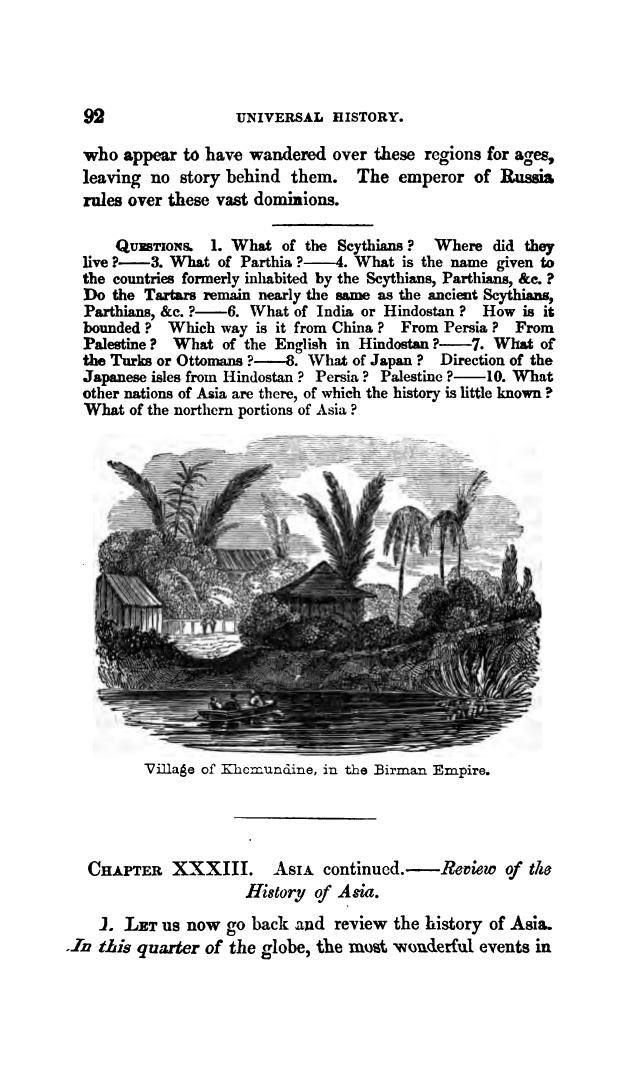 92 UNIVERSAL HISTORY.
who appear to have wandered over these regions for ages,
leaving no story behind them. The emperor of Russia
rules over these vast dominions.
QUESTIONS. 1. What of the Scythians? Where did they
live?——3. What of Parthia?——4. What is the name given to
the countries formerly inhabited by the Scythians, Parthians, &c.?
Do the Tartars remain nearly the same as the ancient Scythians,
Parthians, &c.?——6. What of India or Hindostan? How is it
bounded? Which way is it from China? From Persia? From
Palestine? What of the English in Hindostan?——7. What of
the Turks or Ottomans?——8. What of Japan? Direction of the
Japanese isles from Hindostan? Persia? Palestine?——10. What
other nations of Asia are there, of which the history is little known?
What of the northern portions of Asia?
Village of Khemundine, in the Birman Empire.
CHAPTER XXXIII. ASIA continued.——Review of the
History of Asia.
1. LET us now go back and review the history of Asia.
In this quarter of the globe, the most wonderful events in